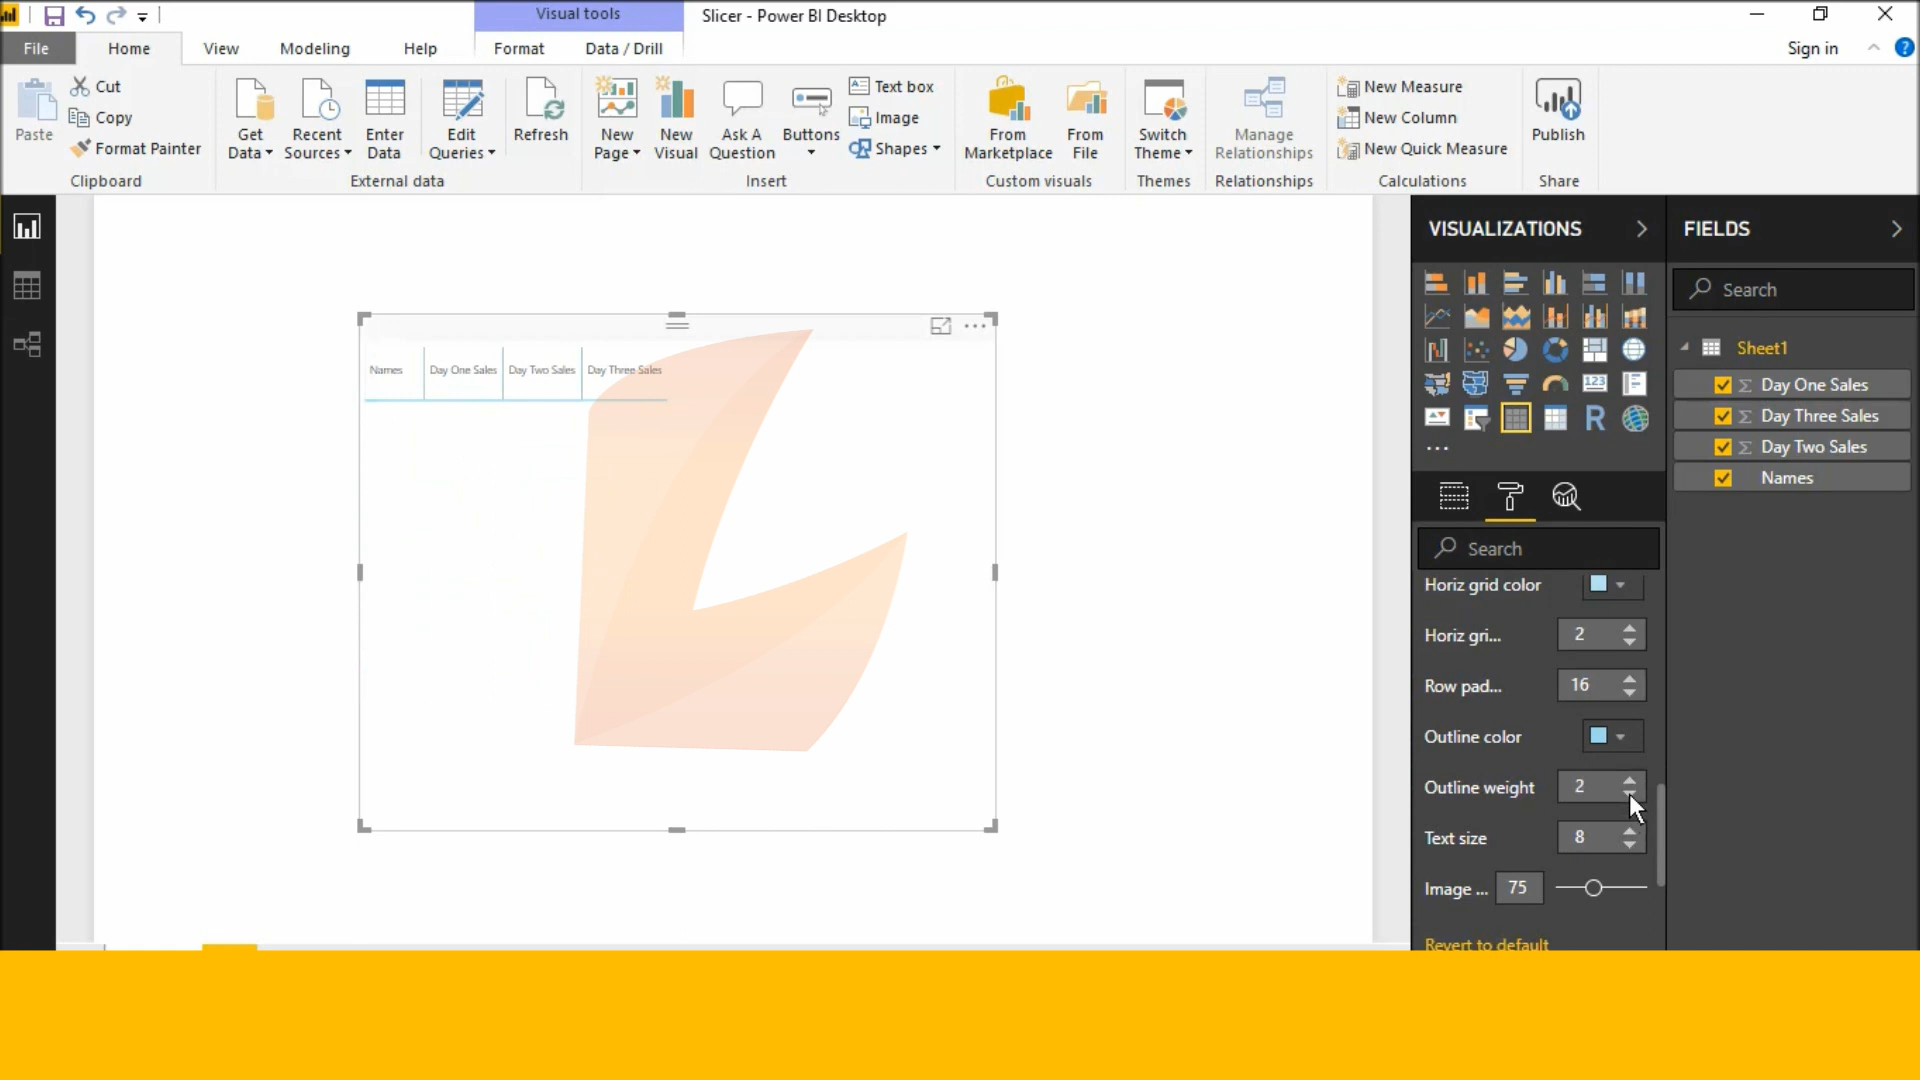 Visual tools
Slicer - Power BI Desktop
File
Home
View
Modeling
Help
Format
Data / Drill
Sign in
?
Paste
Cut
Copy
Format Painter
Clipboard
Get Data
Recent Sources
Enter Data
Edit Queries
Refresh
External data
New Page
New Visual
Ask A Question
Buttons
Text box
Image
Shapes
Insert
From Marketplace
From File
Custom visuals
Switch Theme
Themes
Manage Relationships
Relationships
New Measure
New Column
New Quick Measure
Calculations
Publish
Share
VISUALIZATIONS
FIELDS
Search
Names
Day One Sales
Day Two Sales
Day Three Sales
123
R
Sheet1
Day One Sales
Day Three Sales
Day Two Sales
Names
Search
Horiz grid color
Horiz gri... 2
Row pad... 16
Outline color
Outline weight 2
Text size 8
Image ... 75
Revert to default